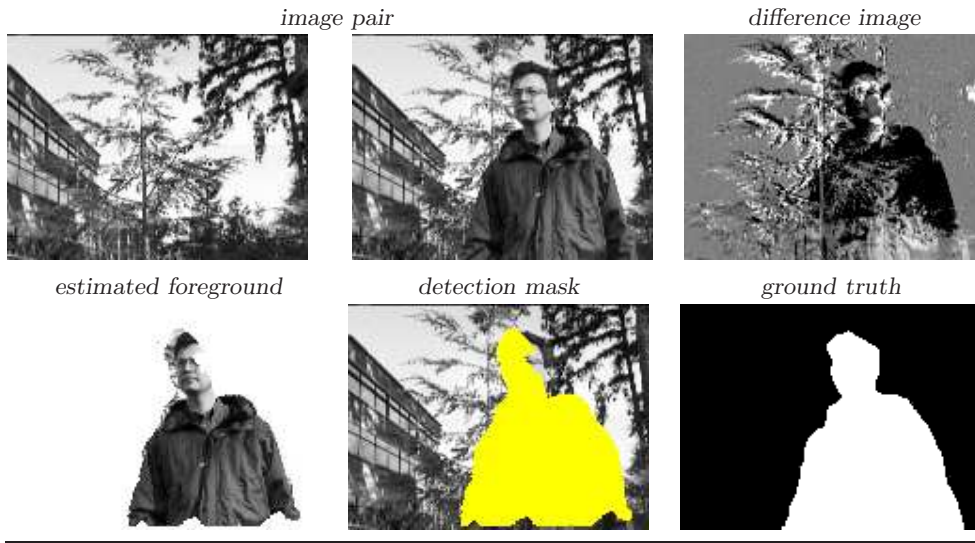 image pair
difference image
estimated foreground
detection mask
ground truth